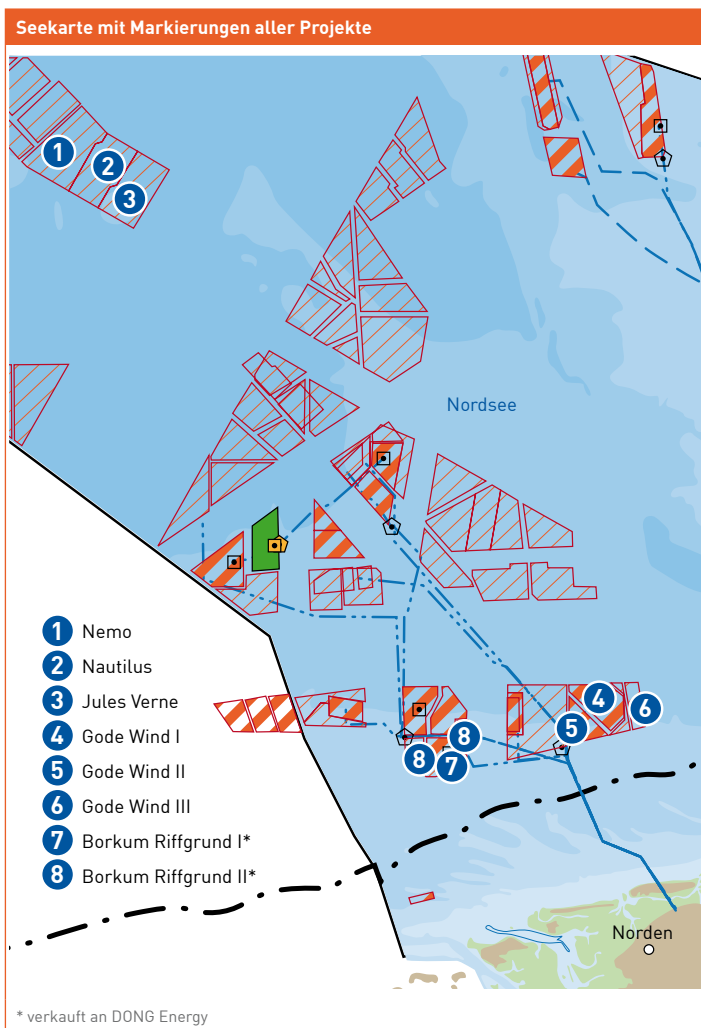 Seekarte mit Markierungen aller Projekte
1
2
3
Nordsee
1 Nemo
2 Nautilus
3 Jules Verne
4 Gode Wind I
5 Gode Wind II
6 Gode Wind III
7 Borkum Riffgrund I*
8 Borkum Riffgrund II*
4
6
5
8
8
7
Norden
* verkauft an DONG Energy